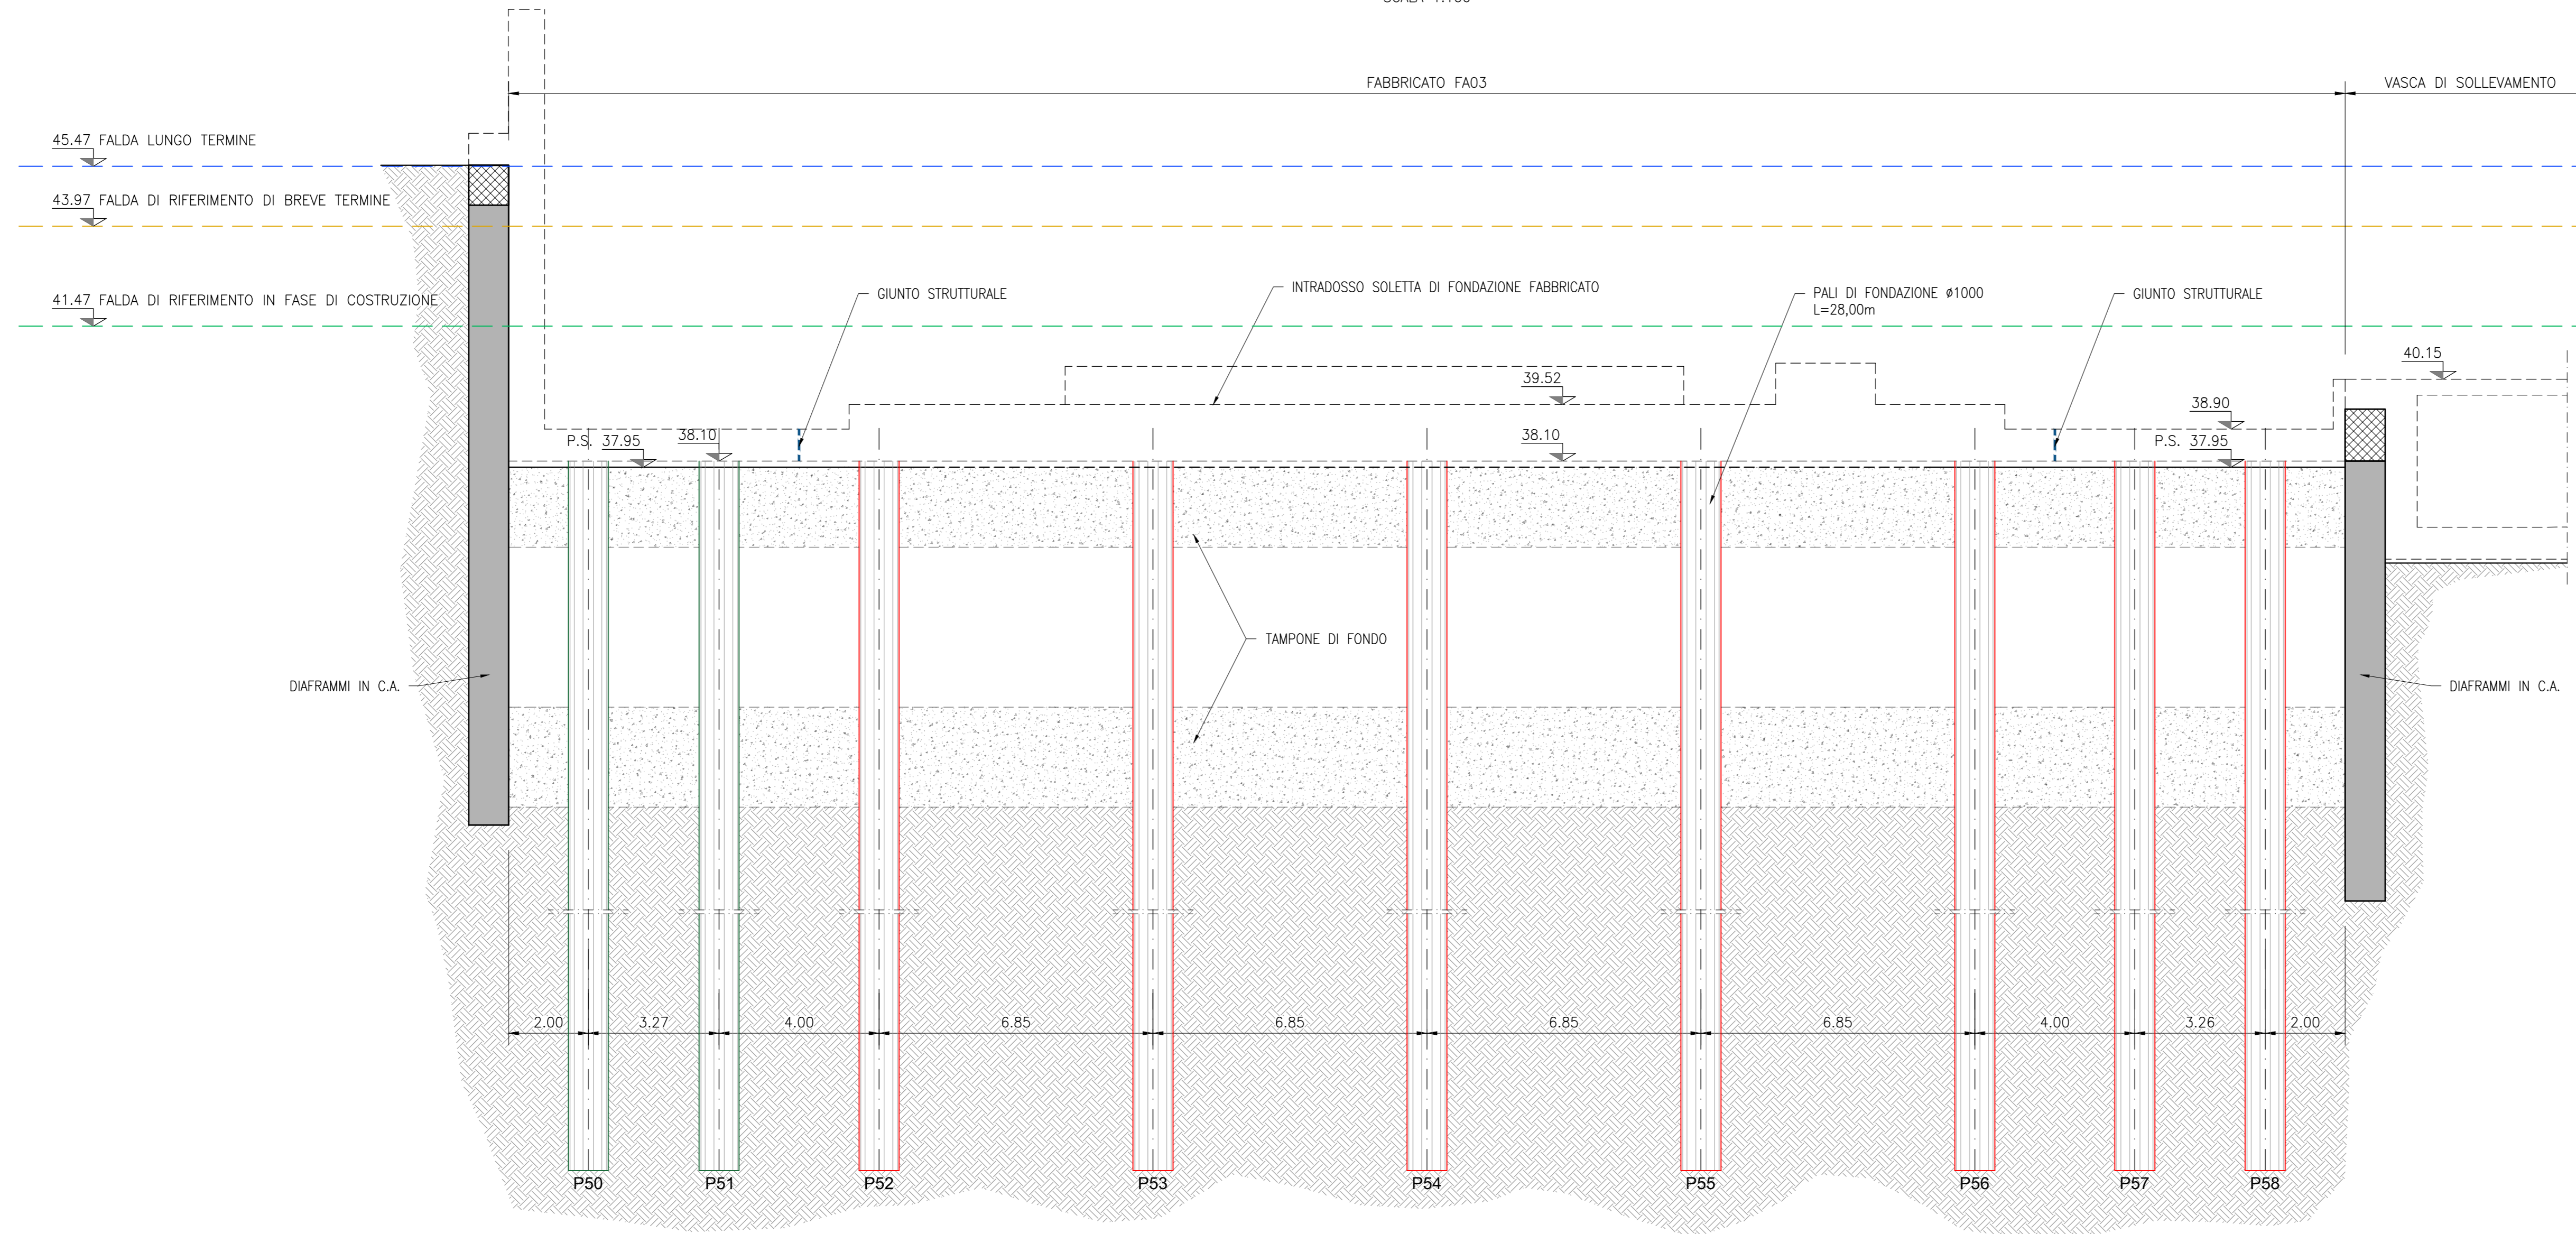 FABBRICATO FA03
VASCA DI SOLLEVAMENTO
45.47 FALDA LUNGO TERMINE
43.97 FALDA DI RIFERIMENTO DI BREVE TERMINE
41.47 FALDA DI RIFERIMENTO IN FASE DI COSTRUZIONE
GIUNTO STRUTTURALE
INTRADOSSO SOLETTA DI FONDAZIONE FABBRICATO
PALI DI FONDAZIONE ø1000
L=28,00m
GIUNTO STRUTTURALE
40.15
39.52
38.90
P.S. 37.95
38.10
38.10
P.S. 37.95
TAMPONE DI FONDO
DIAFRAMMI IN C.A.
DIAFRAMMI IN C.A.
2.00
3.27
4.00
6.85
6.85
6.85
6.85
4.00
3.26
2.00
P50
P51
P52
P53
P54
P55
P56
P57
P58